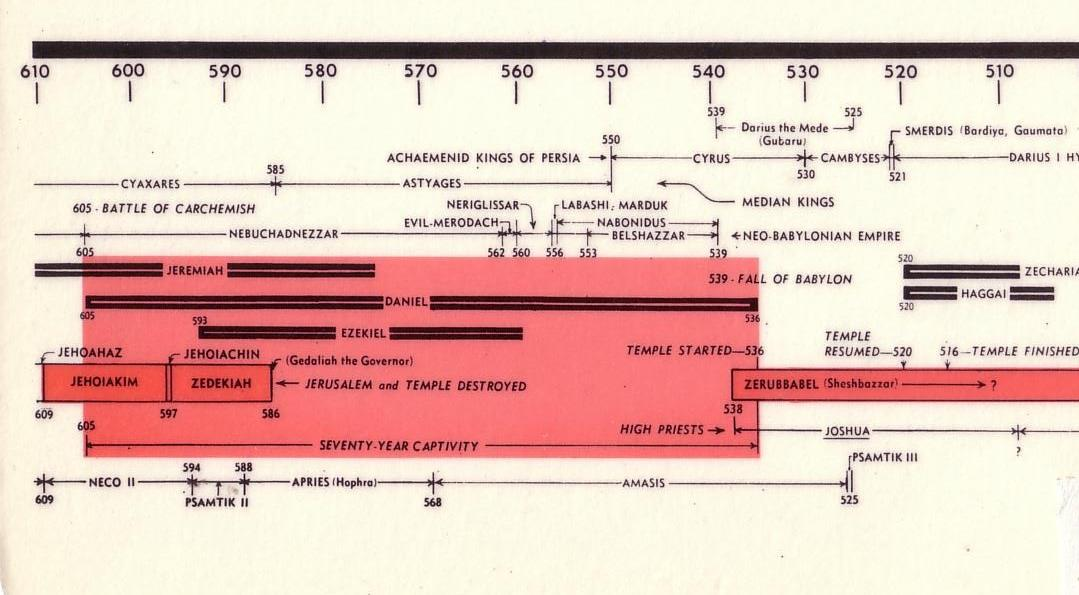 610 600 590 580 570 560 550 540 530 520 510
539 525
Darius the Mede
(Gubaru)
SMERDIS (Bardiya, Gaumata)
550
ACHAEMENID KINGS OF PERSIA CYRUS CAMBYSES DARIUS I HY
530 521
585
CYAXARES ASTYAGES
MEDIAN KINGS
605 - BATTLE OF CARCHEMISH
NERIGLISSAR LABASHI-MARDUK
EVIL-MERODACH NABONIDUS
NEBUCHADNEZZAR BELSHAZZAR NEO-BABYLONIAN EMPIRE
605 562 560 556 553 539
JEREMIAH
520
ZECHARIA
539 - FALL OF BABYLON
DANIEL
605 536
HAGGAI
520
593
EZEKIEL
TEMPLE
TEMPLE STARTED—536 RESUMED—520 516—TEMPLE FINISHED
JEHOAHAZ JEHOIACHIN (Gedaliah the Governor)
JEHOIAKIM ZEDEKIAH JERUSALEM and TEMPLE DESTROYED
ZERUBBABEL (Sheshbazzar) ?
609 597 586 538
605
HIGH PRIESTS JOSHUA
?
SEVENTY-YEAR CAPTIVITY
PSAMTIK III
594 588
NECO II APRIES (Hophra) AMASIS
609 PSAMTIK II 568 525